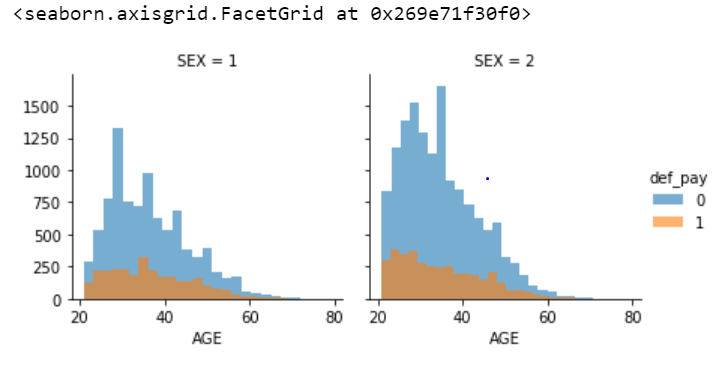 <seaborn.axisgrid.FacetGrid at 0x269e71f30f0>
SEX = 1
SEX = 2
1500
1250
1000
750
500
250
0
20 40 60 80
AGE
20 40 60 80
AGE
def_pay
0
1